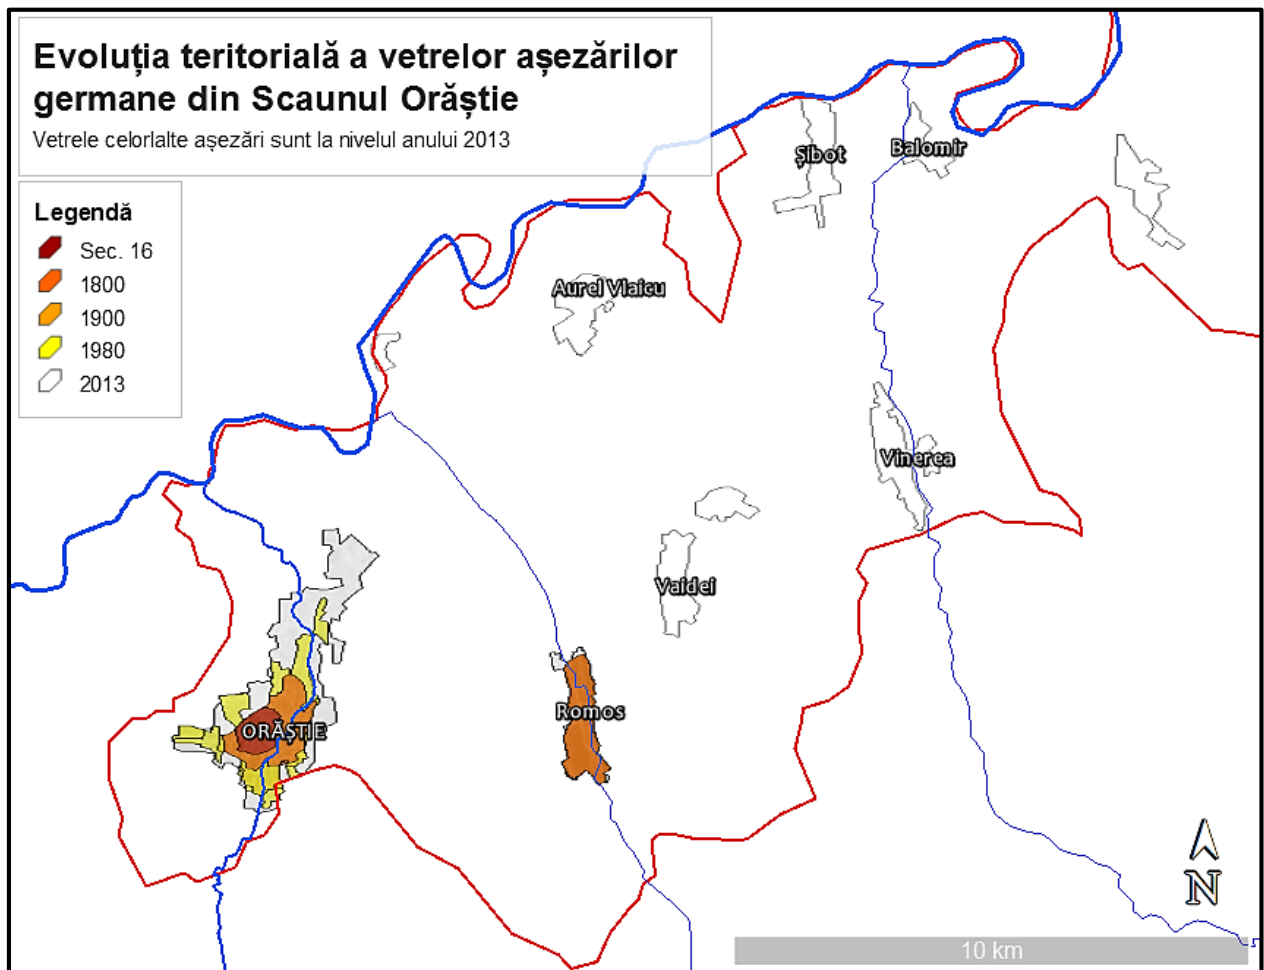 Evoluția teritorială a vetrelor așezărilor
germane din Scaunul Orăștie
Vetrele celorlalte așezări sunt la nivelul anului 2013
Legendă
Sec. 16
1800
1900
1980
2013
Șibot
Balomir
Aurel Vlaicu
Vinerea
Vaidei
Romos
ORĂȘTIE
N
10 km